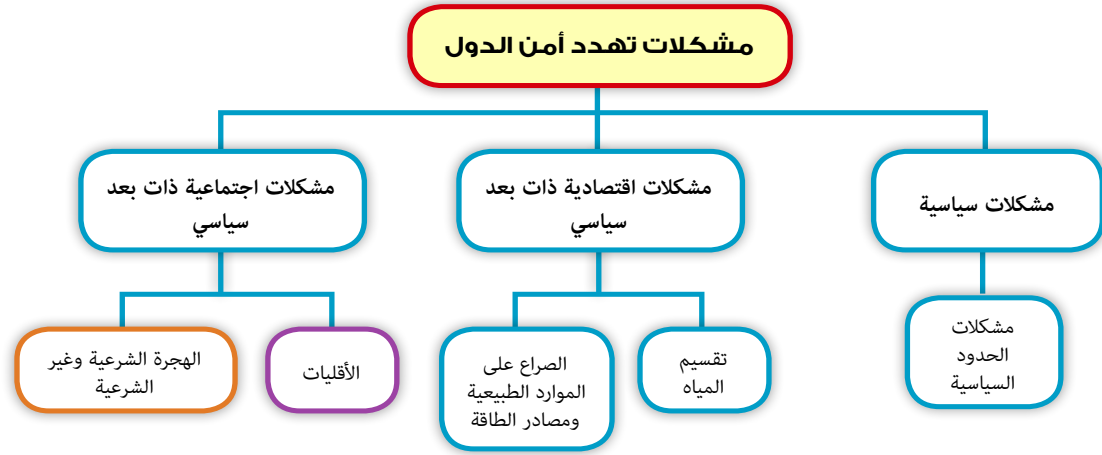 مشكلات تهدد أمن الدول
مشكلات سياسية
مشكلات اقتصادية ذات بعد
سياسي
مشكلات اجتماعية ذات بعد
سياسي
مشكلات
الحدود
السياسية
تقسيم
المياه
الصراع على
الموارد الطبيعية
ومصادر الطاقة
الأقليات
الهجرة الشرعية وغير
الشرعية